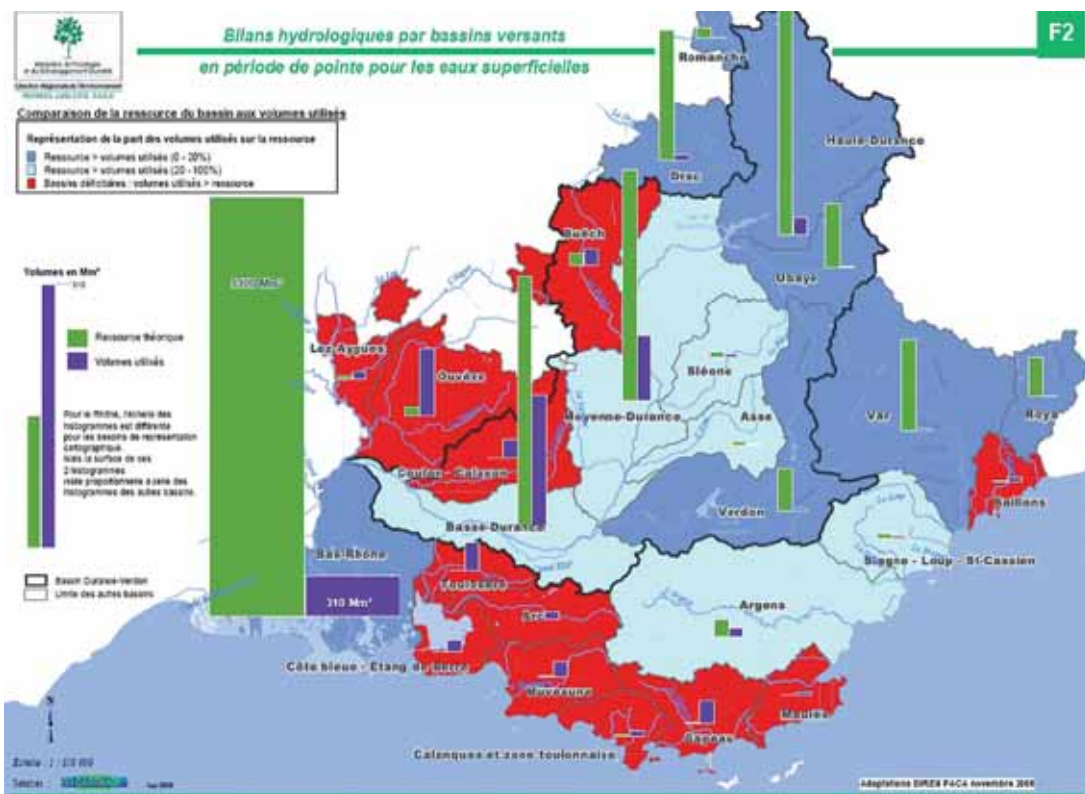 F2
Bilans hydrologiques par bassins versants
en période de pointe pour les eaux superficielles
Comparaison de la ressource du bassin aux volumes utilisés
Représentation de la part des volumes utilisés sur la ressource
Ressource > volumes utilisés (0 - 20%)
Ressource > volumes utilisés (20 - 100%)
Bassins déficitaires : volumes utilisés > ressource
Volumes en Mm³
310
Ressource théorique
Volumes utilisés
Pour le Rhône, l'échelle des
histogrammes est différente
pour les besoins de représentation
cartographique.
Mais la surface de ces
2 histogrammes
reste proportionnelle à celle des
histogrammes des autres bassins.
Bassin Durance-Verdon
Limite des autres bassins
Romanche
Haute-Durance
Drac
Buëch
Ubaye
Lez-Aygues
Ouvèze
Bléone
Moyenne-Durance
Asse
Var
Roya
Coulon - Calavon
Verdon
Paillons
Basse-Durance
Bas-Rhône
Touloubre
Siagne - Loup - St-Cassien
310 Mm³
Arc
Argens
Côte bleue - Etang de Berre
Huveaune
Maures
Gapeau
Calanques et zone toulonnaise
N
Sources :
Adaptations DIREN PACA novembre 2008